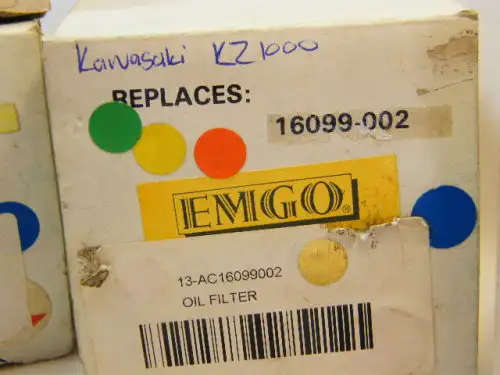 Kawasaki KZ1000
REPLACES:
16099-002
EMGO®
13-AC16099002
OIL FILTER